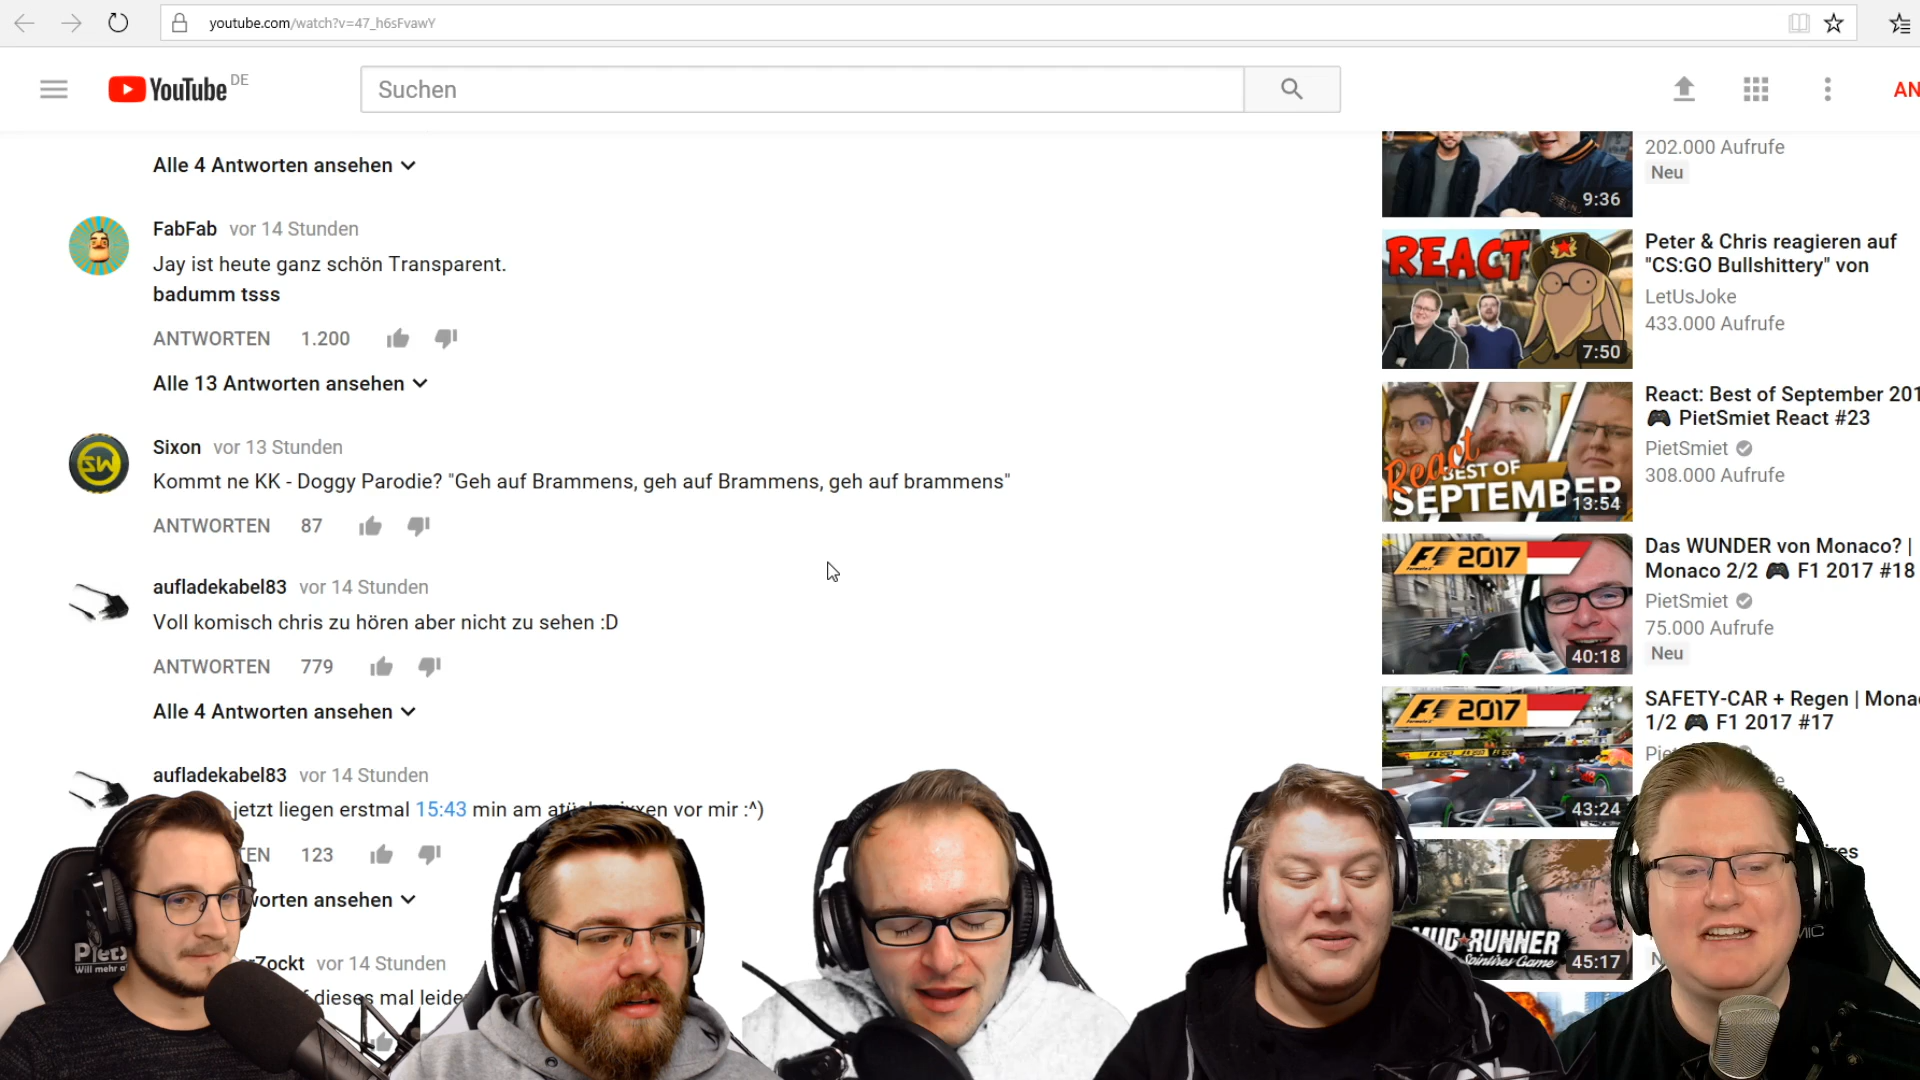 youtube.com/watch?v=47_h6sFvawY
YouTube DE
Suchen
AN
Alle 4 Antworten ansehen
FabFab vor 14 Stunden
Jay ist heute ganz schön Transparent.
badumm tsss
ANTWORTEN 1.200
Alle 13 Antworten ansehen
Sixon vor 13 Stunden
Kommt ne KK - Doggy Parodie? "Geh auf Brammens, geh auf Brammens, geh auf brammens"
ANTWORTEN 87
aufladekabel83 vor 14 Stunden
Voll komisch chris zu hören aber nicht zu sehen :D
ANTWORTEN 779
Alle 4 Antworten ansehen
aufladekabel83 vor 14 Stunden
jetzt liegen erstmal 15:43 min am vor mir :^)
123
ansehen
vor 14 Stunden
dieses mal
9:36
202.000 Aufrufe
Neu
REACT
7:50
Peter & Chris reagieren auf
"CS:GO Bullshittery" von
LetUsJoke
433.000 Aufrufe
React
BEST OF
SEPTEMBER
13:54
React: Best of September 201
🎮 PietSmiet React #23
PietSmiet
308.000 Aufrufe
F1 2017
40:18
Das WUNDER von Monaco? |
Monaco 2/2 🎮 F1 2017 #18
PietSmiet
75.000 Aufrufe
Neu
F1 2017
43:24
SAFETY-CAR + Regen | Mona
1/2 🎮 F1 2017 #17
MUDRUNNER
Spintires Game
45:17
Will mehr